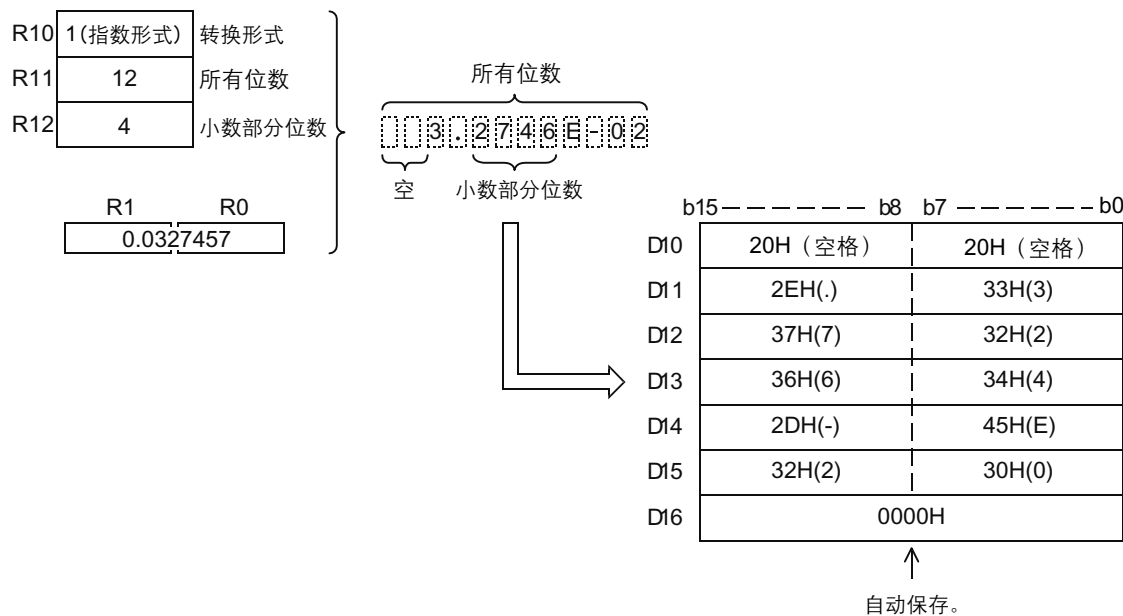 R10 1(指数形式) 转换形式
R11 12 所有位数
R12 4 小数部分位数
R1 R0
0.0327457
所有位数
3.2746E-02
空 小数部分位数
b15 b8 b7 b0
D10 20H（空格） 20H（空格）
D11 2EH(.) 33H(3)
D12 37H(7) 32H(2)
D13 36H(6) 34H(4)
D14 2DH(-) 45H(E)
D15 32H(2) 30H(0)
D16 0000H
自动保存。